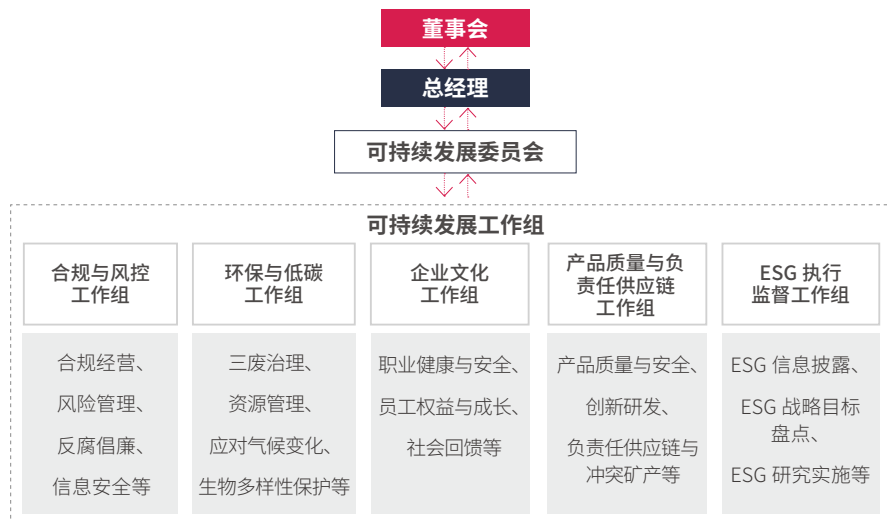 董事会
总经理
可持续发展委员会
可持续发展工作组
合规与风控
工作组
合规经营、
风险管理、
反腐倡廉、
信息安全等
环保与低碳
工作组
三废治理、
资源管理、
应对气候变化、
生物多样性保护等
企业文化
工作组
职业健康与安全、
员工权益与成长、
社会回馈等
产品质量与负
责任供应链
工作组
产品质量与安全、
创新研发、
负责任供应链与
冲突矿产等
ESG 执行
监督工作组
ESG 信息披露、
ESG 战略目标
盘点、
ESG 研究实施等